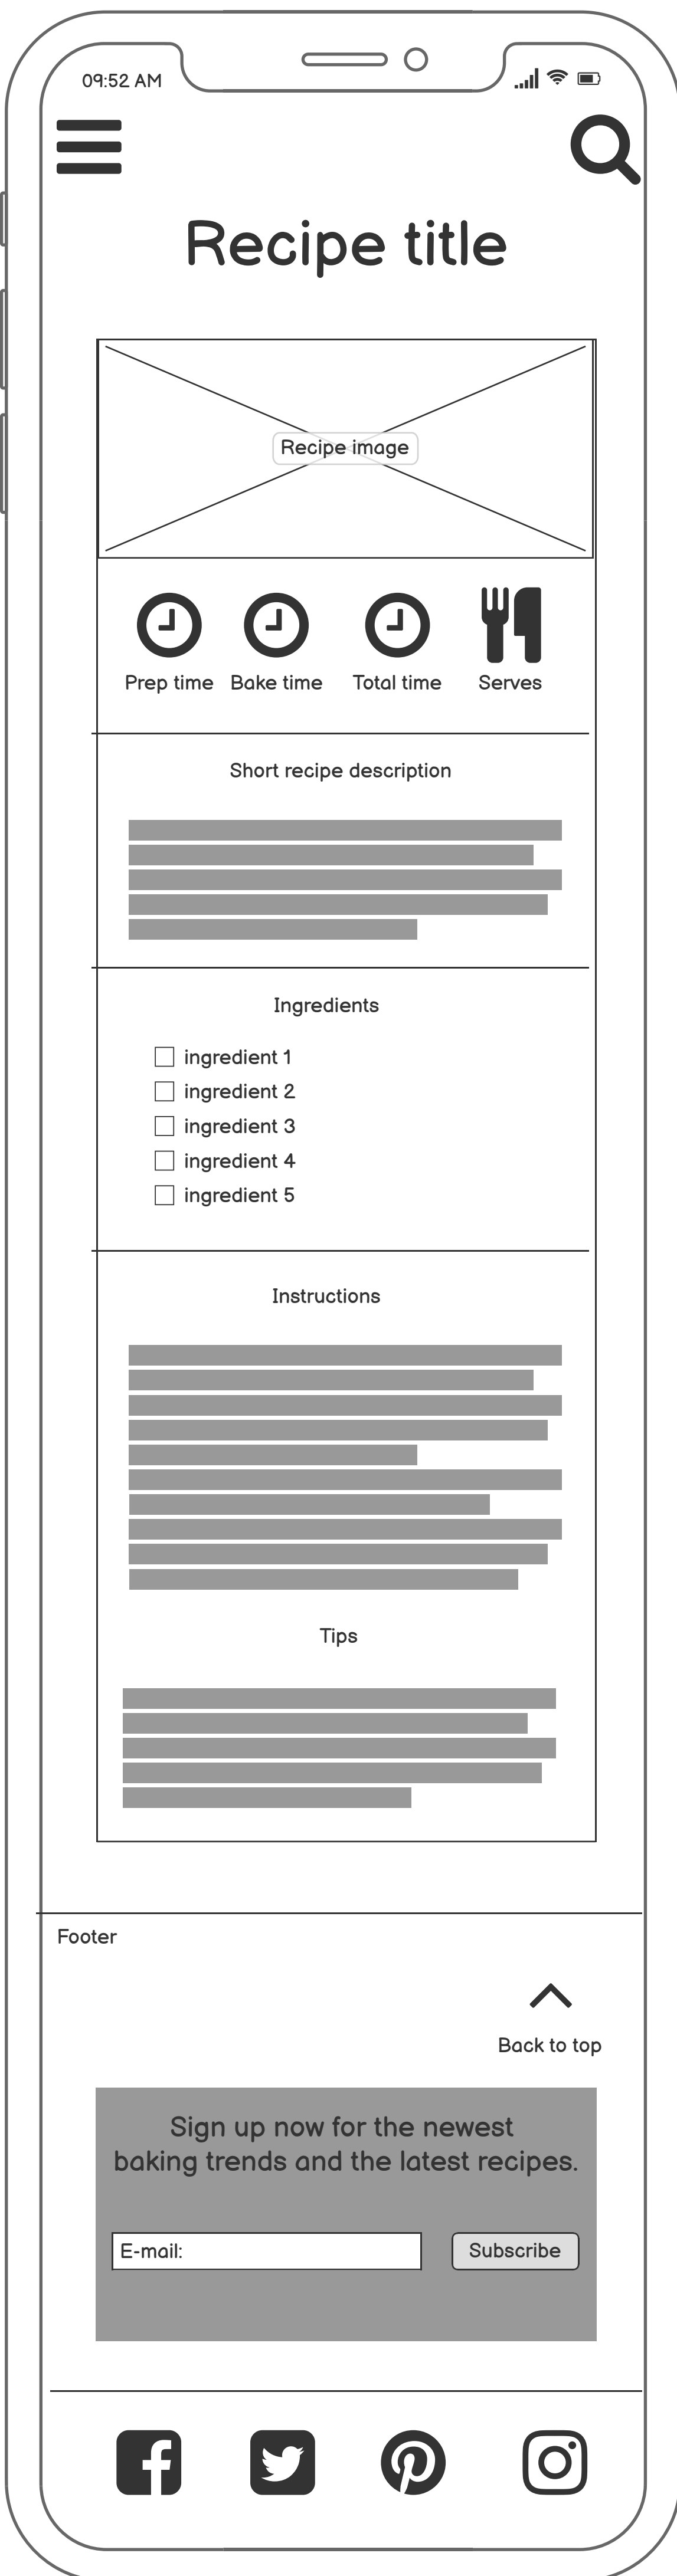 09:52 AM
Recipe title
Recipe image
Prep time Bake time Total time Serves
Short recipe description
Ingredients
ingredient 1
ingredient 2
ingredient 3
ingredient 4
ingredient 5
Instructions
Tips
Footer
Back to top
Sign up now for the newest
baking trends and the latest recipes.
E-mail: Subscribe